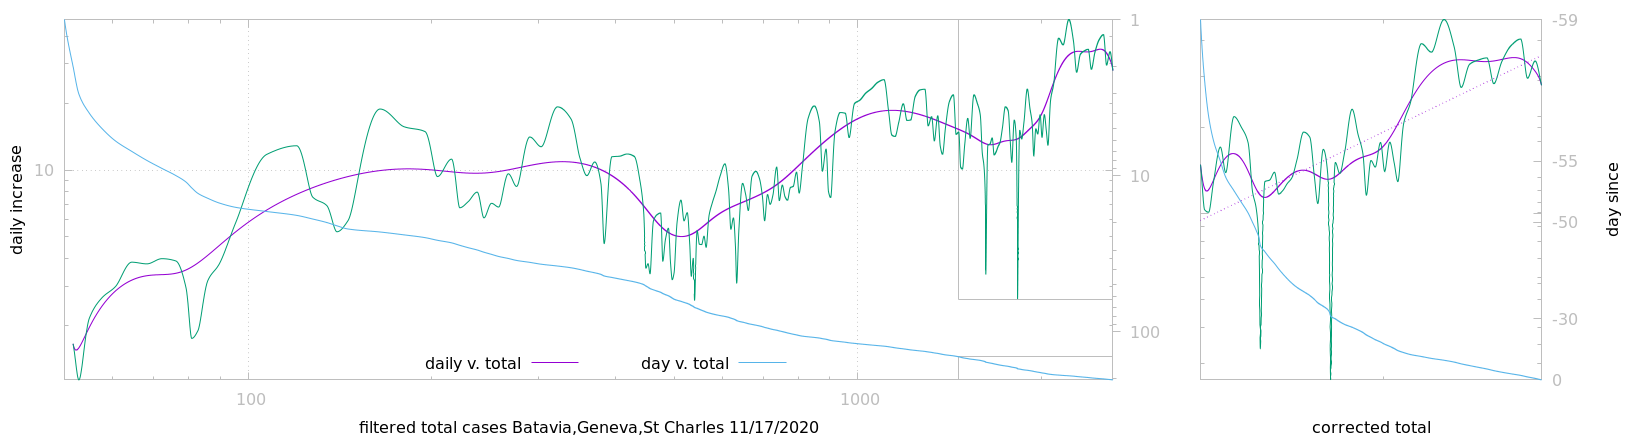 1
-59
daily increase
10
10
100
day since
-55
-50
-30
0
daily v. total
day v. total
100
1000
filtered total cases Batavia,Geneva,St Charles 11/17/2020
corrected total